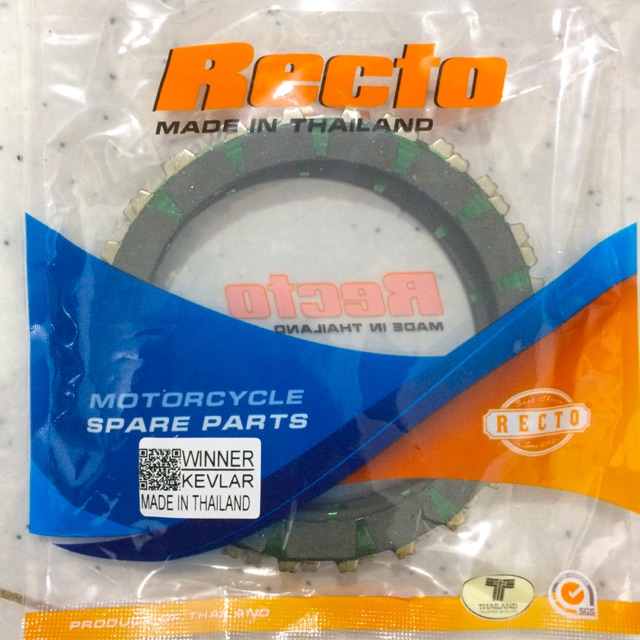 Recto
MADE IN THAILAND
Recto
MADE IN THAILAND
MOTORCYCLE
SPARE PARTS
RECTO
WINNER
KEVLAR
MADE IN THAILAND
PRODUCT OF THAILAND
T
THAILAND
SGS